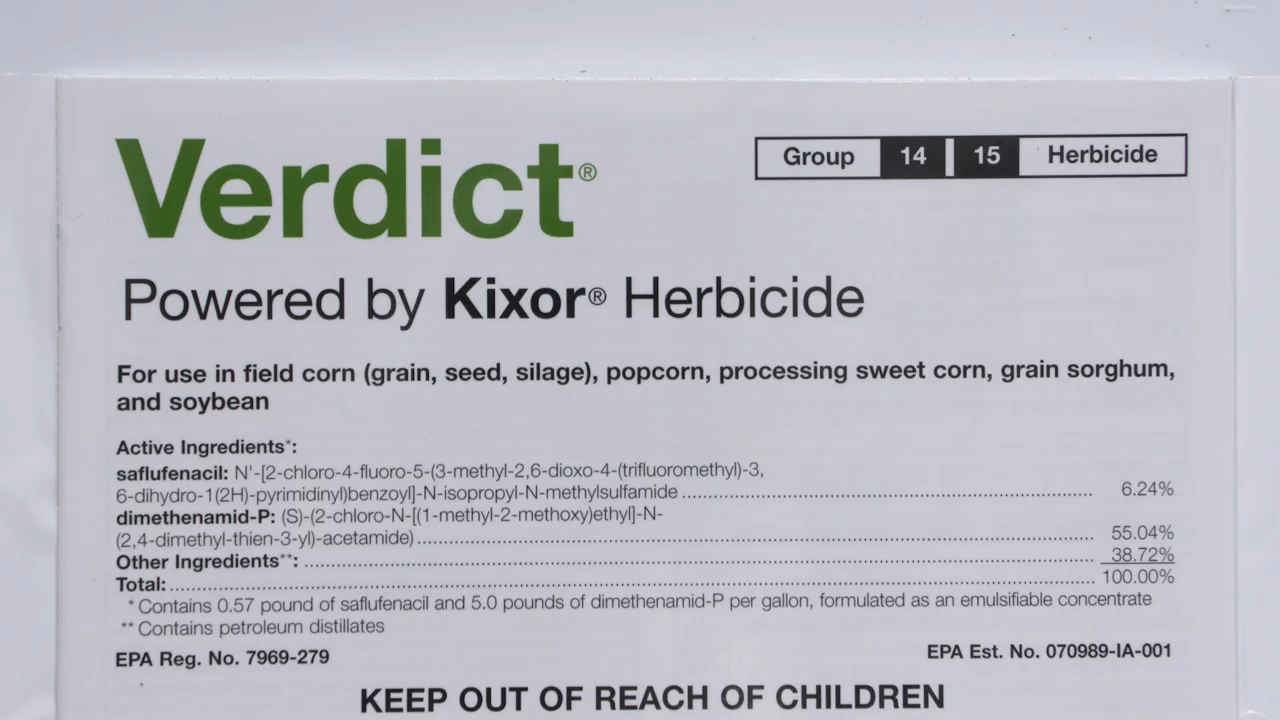 Verdict®
Group 14 15 Herbicide
Powered by Kixor® Herbicide
For use in field corn (grain, seed, silage), popcorn, processing sweet corn, grain sorghum,
and soybean
Active Ingredients*:
saflufenacil: N'-[2-chloro-4-fluoro-5-(3-methyl-2,6-dioxo-4-(trifluoromethyl)-3,
6-dihydro-1(2H)-pyrimidinyl)benzoyl]-N-isopropyl-N-methylsulfamide 6.24%
dimethenamid-P: (S)-(2-chloro-N-[(1-methyl-2-methoxy)ethyl]-N-
(2,4-dimethyl-thien-3-yl)-acetamide) 55.04%
Other Ingredients**: 38.72%
Total: 100.00%
* Contains 0.57 pound of saflufenacil and 5.0 pounds of dimethenamid-P per gallon, formulated as an emulsifiable concentrate
** Contains petroleum distillates
EPA Reg. No. 7969-279
EPA Est. No. 070989-IA-001
KEEP OUT OF REACH OF CHILDREN